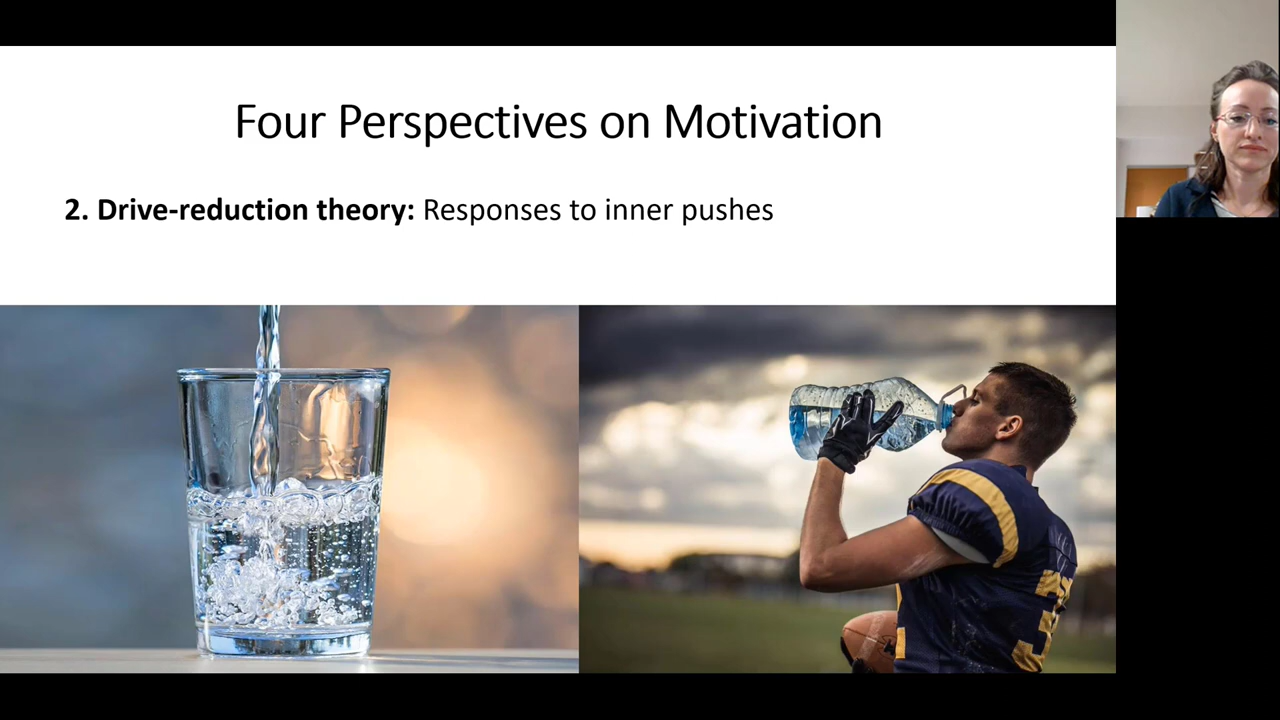 Four Perspectives on Motivation
2. Drive-reduction theory: Responses to inner pushes